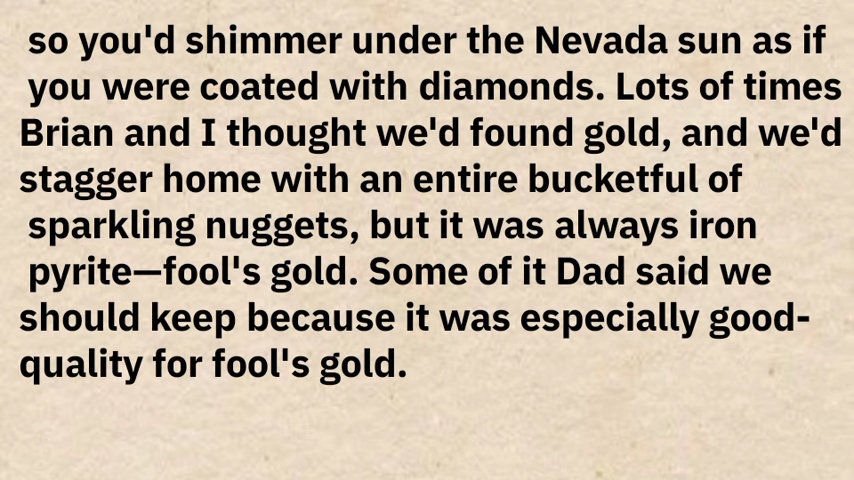 so you'd shimmer under the Nevada sun as if
you were coated with diamonds. Lots of times
Brian and I thought we'd found gold, and we'd
stagger home with an entire bucketful of
sparkling nuggets, but it was always iron
pyrite—fool's gold. Some of it Dad said we
should keep because it was especially good-
quality for fool's gold.